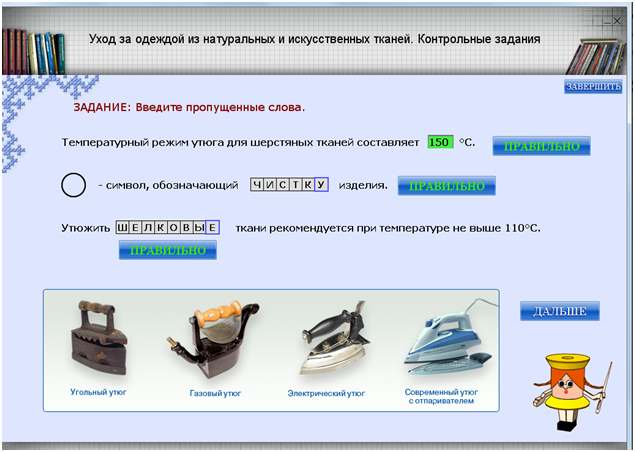 Уход за одеждой из натуральных и искусственных тканей. Контрольные задания
ЗАВЕРШИТЬ
ЗАДАНИЕ: Введите пропущенные слова.
Температурный режим утюга для шерстяных тканей составляет 150 °C. ПРАВИЛЬНО
- символ, обозначающий ЧИСТКУ изделия. ПРАВИЛЬНО
Утюжить ШЕЛКОВЫЕ ткани рекомендуется при температуре не выше 110°C.
ПРАВИЛЬНО
ДАЛЬШЕ
Угольный утюг
Газовый утюг
Электрический утюг
Современный утюг
с отпаривателем